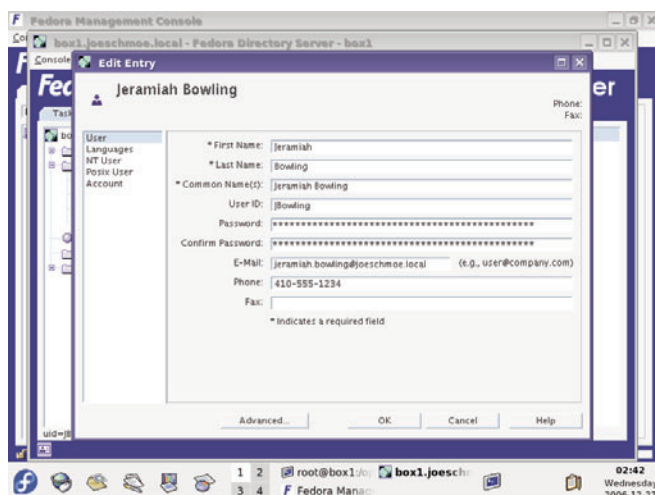 Fedora Management Console
box1.joeschmoe.local - Fedora Directory Server - box1
Console
Edit Entry
er
Jeramiah Bowling
Phone:
Fax:
User
Languages
NT User
Posix User
Account
* First Name: Jeramiah
* Last Name: Bowling
* Common Name(s): Jeramiah Bowling
User ID: JBowling
Password:
Confirm Password:
E-Mail: jeramiah.bowling@joeschmoe.local (e.g., user@company.com)
Phone: 410-555-1234
Fax:
* Indicates a required field
Advanced... OK Cancel Help
1 2 root@box1:/o box1.joesch 02:42
3 4 Fedora Mana Wednesday